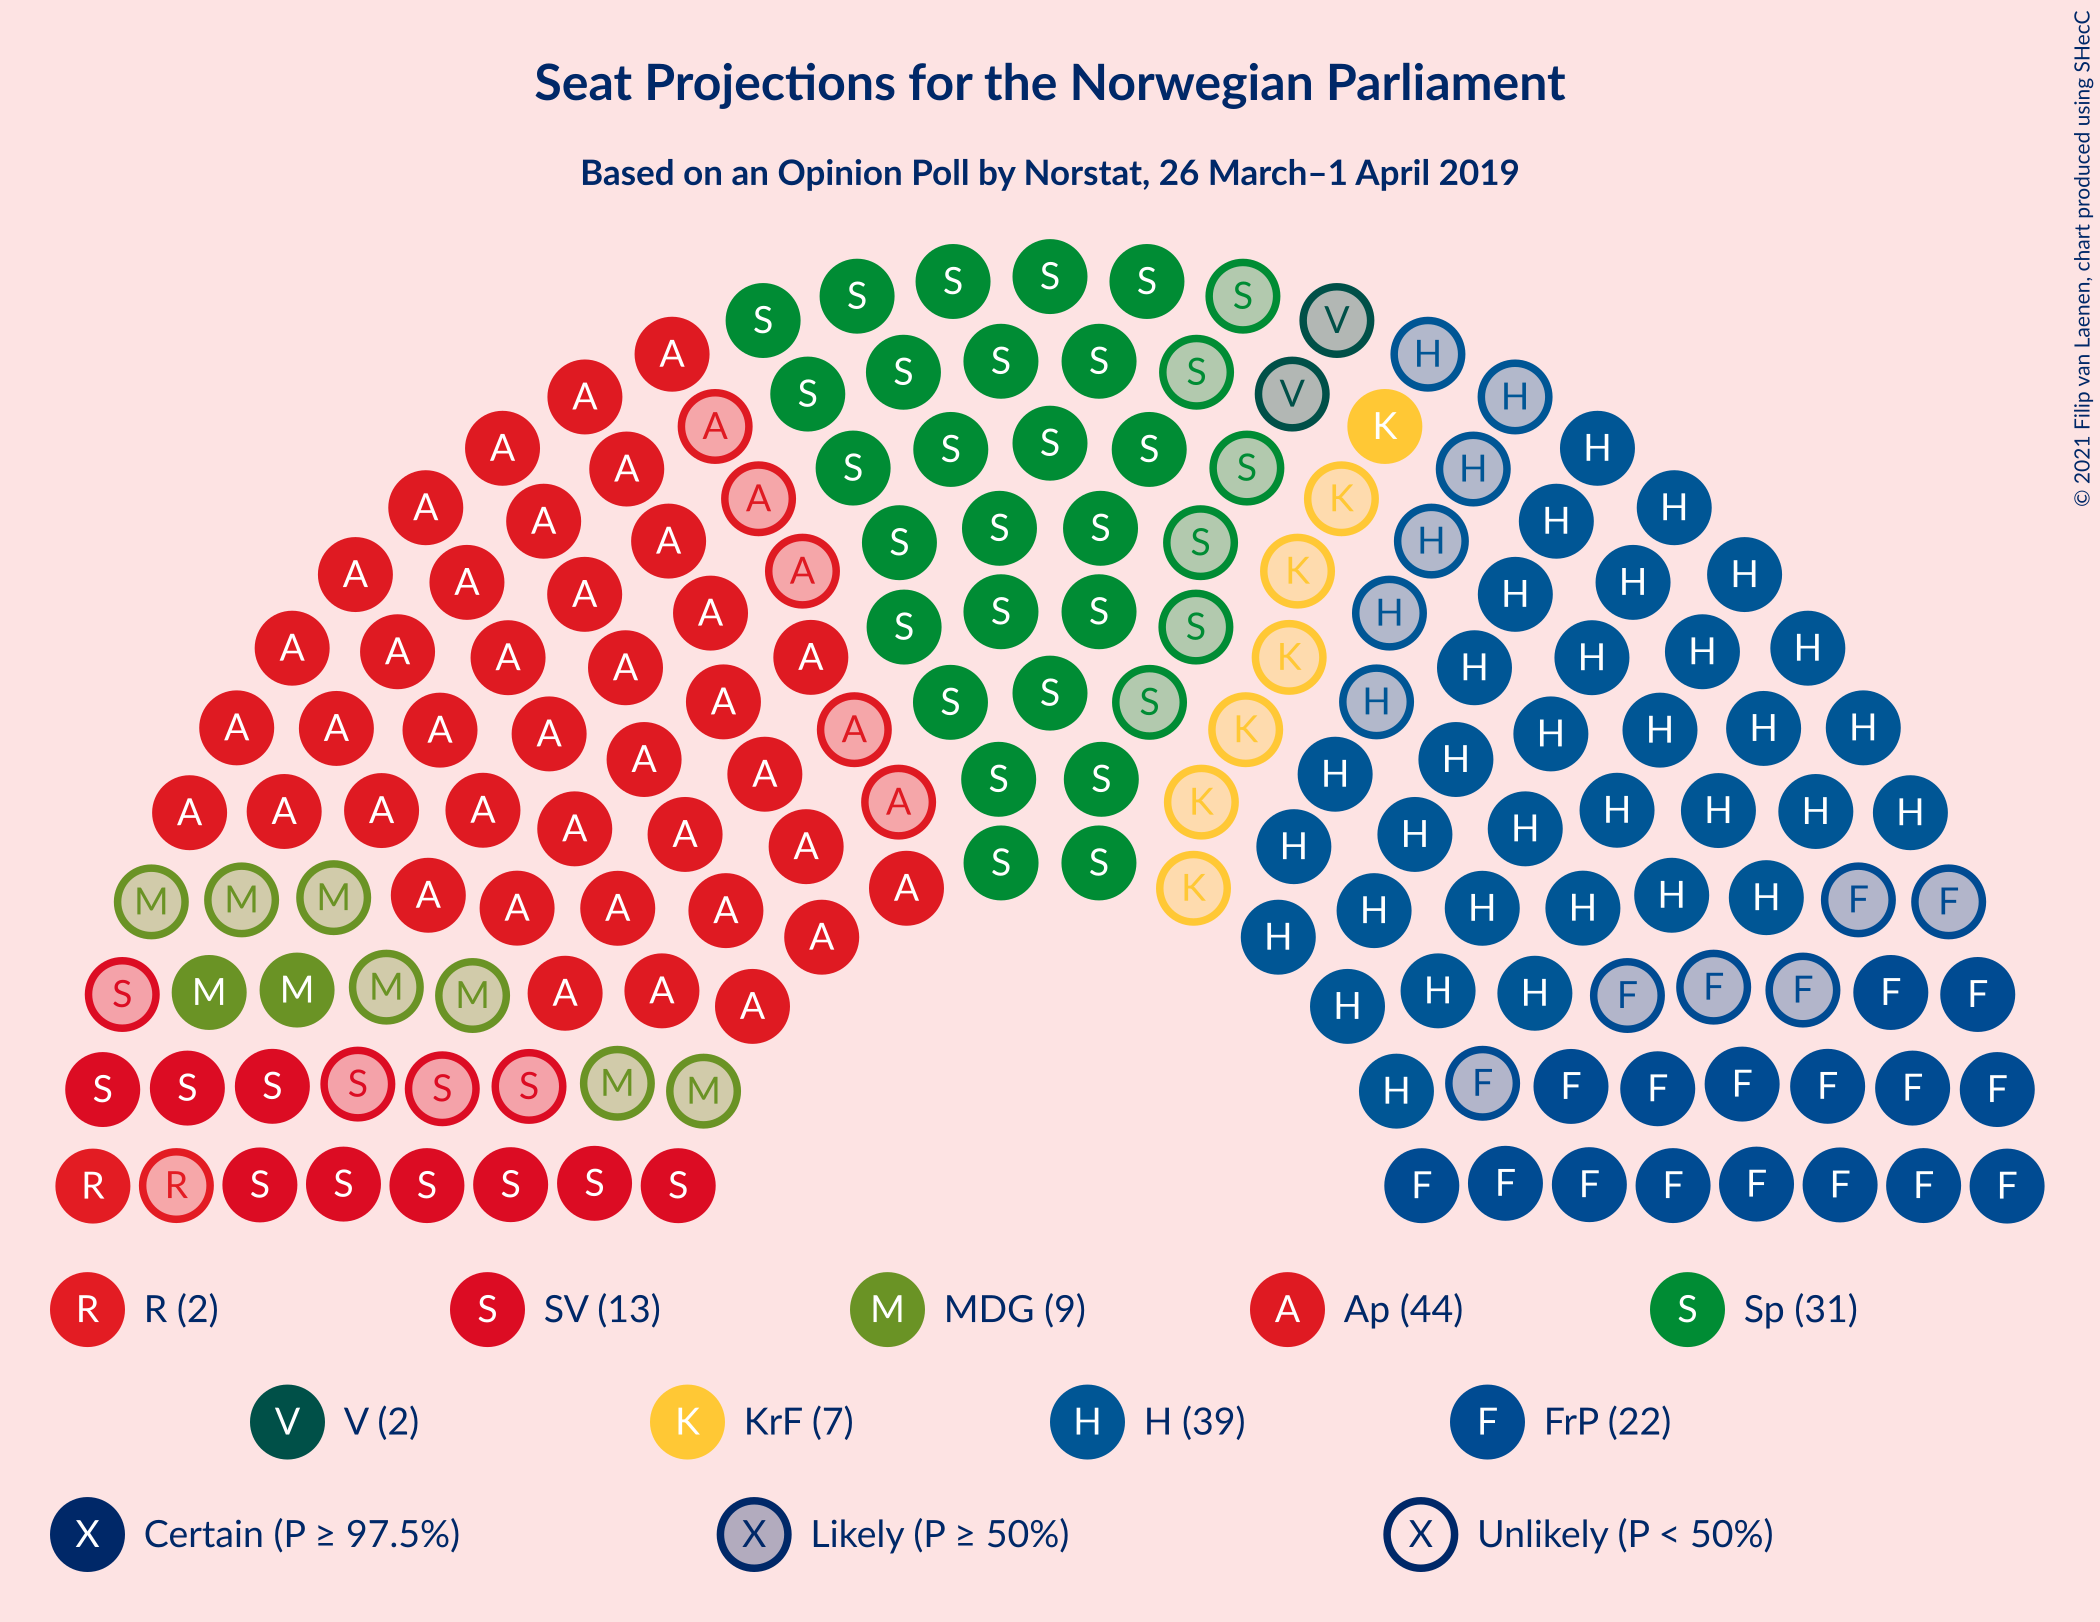 Seat Projections for the Norwegian Parliament
Based on an Opinion Poll by Norstat, 26 March–1 April 2019
© 2021 Filip van Laenen, chart produced using SHecC
S S S S S S
S S V V
A S S S S S H
A A S S S S S K H
A A A S S S K H H
A A A S S S S K H H H
A A A A S S S S K H H H H
A A A A A S S S K H H H H H
A A A A A A S S K H H H H H H
A A A A A A A S S K H H H H H H H
M M M A A A A A H H H H H H F F
S M M M M A A A H H H F F F F F
S S S S S S M M H F F F F F F F
R R S S S S S S F F F F F F F F
R R (2) S SV (13) M MDG (9) A Ap (44) S Sp (31)
V V (2) K KrF (7) H H (39) F FrP (22)
X Certain (P ≥ 97.5%) X Likely (P ≥ 50%) X Unlikely (P < 50%)